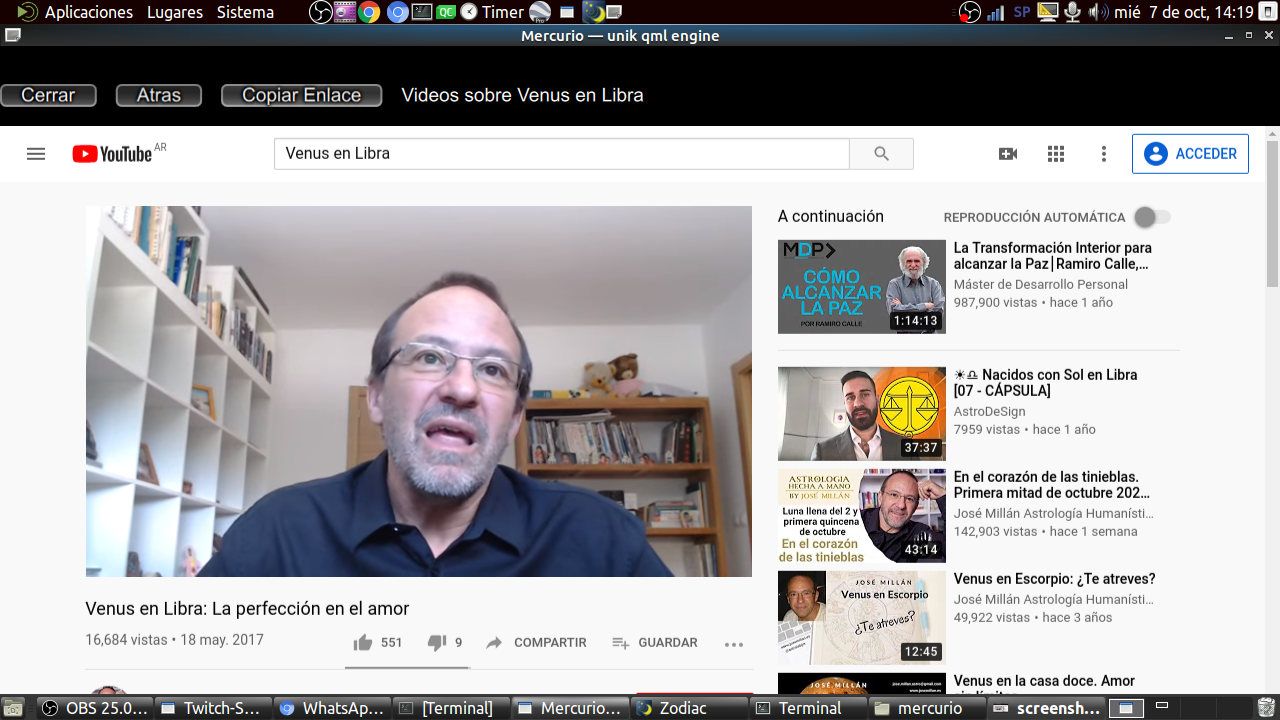 Aplicaciones Lugares Sistema QC Timer Pro SP mié 7 de oct, 14:19
Mercurio — unik qml engine
Cerrar Atras Copiar Enlace Videos sobre Venus en Libra
YouTube AR Venus en Libra ACCEDER
A continuación REPRODUCCIÓN AUTOMÁTICA
MDP
CÓMO
ALCANZAR
LA PAZ
POR RAMIRO CALLE
1:14:13
La Transformación Interior para
alcanzar la Paz|Ramiro Calle,...
Máster de Desarrollo Personal
987,900 vistas • hace 1 año
37:37
☀♎ Nacidos con Sol en Libra
[07 - CÁPSULA]
AstroDeSign
7959 vistas • hace 1 año
ASTROLOGIA
HECHA A MANO
BY JOSÉ MILLÁN
Luna llena del 2 y
primera quincena
de octubre
En el corazón
de las tinieblas
43:14
En el corazón de las tinieblas.
Primera mitad de octubre 202...
José Millán Astrología Humanísti...
142,903 vistas • hace 1 semana
JOSÉ MILLÁN
Venus en Escorpio
¿Te atreves?
12:45
Venus en Escorpio: ¿Te atreves?
José Millán Astrología Humanísti...
49,922 vistas • hace 3 años
JOSÉ MILLÁN
Venus en la casa doce. Amor
Venus en Libra: La perfección en el amor
16,684 vistas • 18 may. 2017 551 9 COMPARTIR GUARDAR
OBS 25.0... Twitch-S... WhatsAp... [Terminal] Mercurio... Zodiac Terminal mercurio screensh...